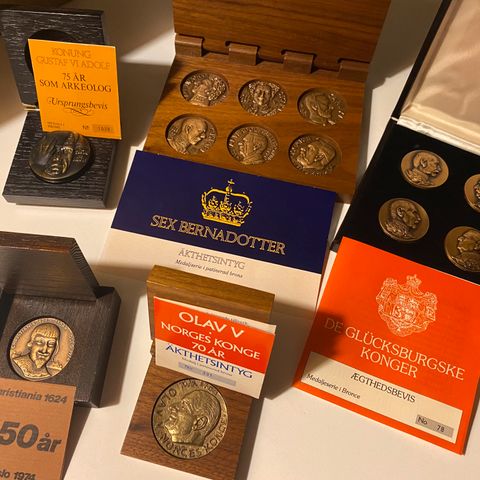 KONUNG
GUSTAF VI ADOLF
75 ÅR
SOM ARKEOLOG
Ursprungsbevis
SEX BERNADOTTER
ÄKTHETSINTYG
Medaljserie i patinerad brons
OLAV V
NORGES KONGE
70 ÅR
ÄKTHETSINTYG
DE GLÜCKSBURGSKE
KONGER
ÆGTHEDSBEVIS
Medaljeserie i Bronce
No 78
ristiania 1624
50 år
slo 1974